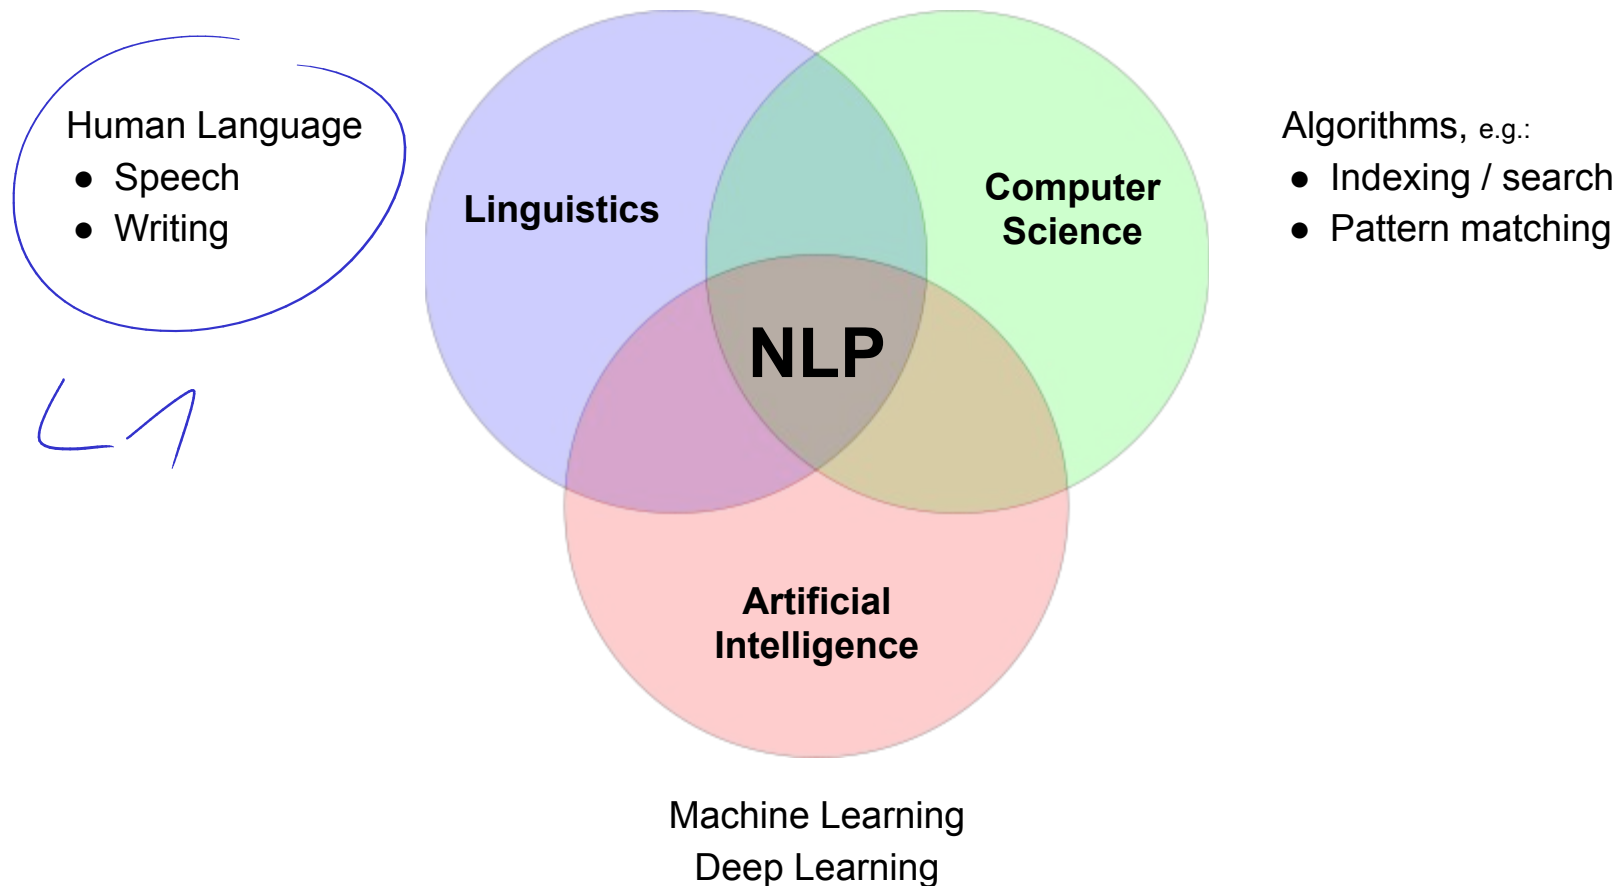 Human Language
● Speech
● Writing
Linguistics
Computer
Science
Algorithms, e.g.:
● Indexing / search
● Pattern matching
NLP
Artificial
Intelligence
Machine Learning
Deep Learning